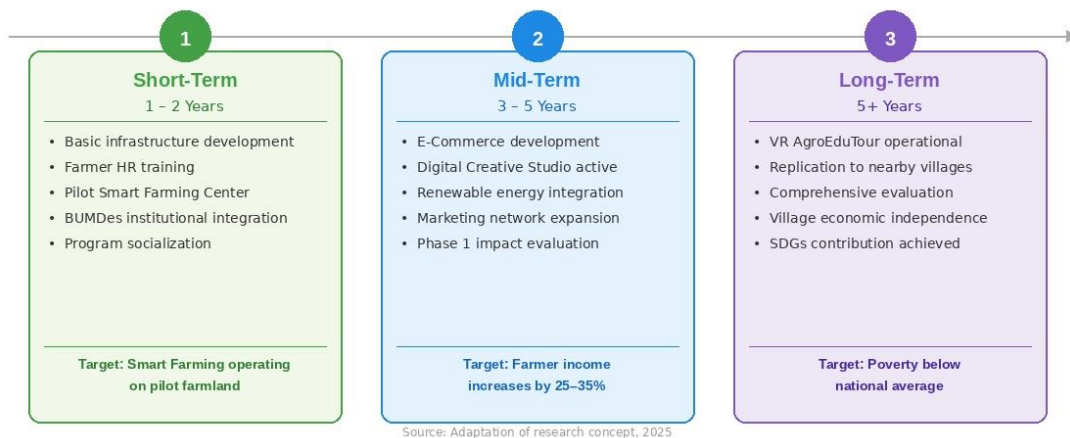 1
Short-Term
1 – 2 Years
• Basic infrastructure development
• Farmer HR training
• Pilot Smart Farming Center
• BUMDes institutional integration
• Program socialization
Target: Smart Farming operating
on pilot farmland
2
Mid-Term
3 – 5 Years
• E-Commerce development
• Digital Creative Studio active
• Renewable energy integration
• Marketing network expansion
• Phase 1 impact evaluation
Target: Farmer income
increases by 25–35%
3
Long-Term
5+ Years
• VR AgroEduTour operational
• Replication to nearby villages
• Comprehensive evaluation
• Village economic independence
• SDGs contribution achieved
Target: Poverty below
national average
Source: Adaptation of research concept, 2025